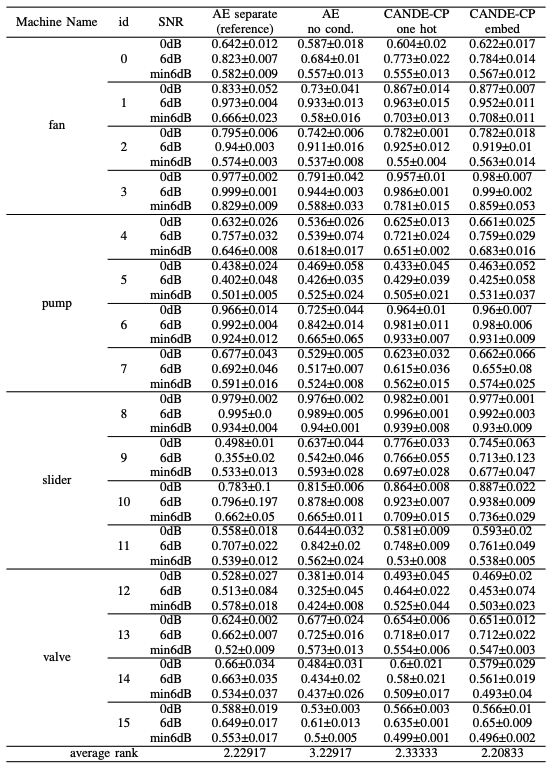 Machine Name id SNR AE separate (reference) AE no cond. CANDE-CP one hot CANDE-CP embed
fan 0 0dB 0.642±0.012 0.587±0.018 0.604±0.02 0.622±0.017
6dB 0.823±0.007 0.684±0.01 0.773±0.022 0.784±0.014
min6dB 0.582±0.009 0.557±0.013 0.555±0.013 0.567±0.012
1 0dB 0.833±0.052 0.73±0.041 0.867±0.014 0.877±0.007
6dB 0.973±0.004 0.933±0.013 0.963±0.015 0.952±0.011
min6dB 0.666±0.023 0.58±0.016 0.703±0.013 0.708±0.011
2 0dB 0.795±0.006 0.742±0.006 0.782±0.001 0.782±0.018
6dB 0.94±0.003 0.911±0.016 0.925±0.012 0.919±0.01
min6dB 0.574±0.003 0.537±0.008 0.55±0.004 0.563±0.014
3 0dB 0.977±0.002 0.791±0.042 0.957±0.01 0.98±0.007
6dB 0.999±0.001 0.944±0.003 0.986±0.001 0.99±0.002
min6dB 0.829±0.009 0.588±0.033 0.781±0.015 0.859±0.053
pump 4 0dB 0.632±0.026 0.536±0.026 0.625±0.013 0.661±0.025
6dB 0.757±0.032 0.539±0.074 0.721±0.024 0.759±0.029
min6dB 0.646±0.008 0.618±0.017 0.651±0.002 0.683±0.016
5 0dB 0.438±0.024 0.469±0.058 0.433±0.045 0.463±0.052
6dB 0.402±0.048 0.426±0.035 0.429±0.039 0.425±0.058
min6dB 0.501±0.005 0.525±0.024 0.505±0.021 0.531±0.037
6 0dB 0.966±0.014 0.725±0.044 0.964±0.01 0.96±0.007
6dB 0.992±0.004 0.842±0.014 0.981±0.011 0.98±0.006
min6dB 0.924±0.012 0.665±0.065 0.933±0.007 0.931±0.009
7 0dB 0.677±0.043 0.529±0.005 0.623±0.032 0.662±0.066
6dB 0.692±0.046 0.517±0.007 0.615±0.036 0.655±0.08
min6dB 0.591±0.016 0.524±0.008 0.562±0.015 0.574±0.025
slider 8 0dB 0.979±0.002 0.976±0.002 0.982±0.001 0.977±0.001
6dB 0.995±0.0 0.989±0.005 0.996±0.001 0.992±0.003
min6dB 0.934±0.004 0.94±0.001 0.939±0.008 0.93±0.009
9 0dB 0.498±0.01 0.637±0.044 0.776±0.033 0.745±0.063
6dB 0.355±0.02 0.542±0.046 0.766±0.055 0.713±0.123
min6dB 0.533±0.013 0.593±0.028 0.697±0.028 0.677±0.047
10 0dB 0.783±0.1 0.815±0.006 0.864±0.008 0.887±0.022
6dB 0.796±0.197 0.878±0.008 0.923±0.007 0.938±0.009
min6dB 0.662±0.05 0.665±0.011 0.709±0.015 0.736±0.029
11 0dB 0.558±0.018 0.644±0.032 0.581±0.009 0.593±0.02
6dB 0.707±0.022 0.842±0.02 0.748±0.009 0.761±0.049
min6dB 0.539±0.012 0.562±0.024 0.53±0.008 0.538±0.005
valve 12 0dB 0.528±0.027 0.381±0.014 0.493±0.045 0.469±0.02
6dB 0.513±0.084 0.325±0.045 0.464±0.022 0.453±0.074
min6dB 0.578±0.018 0.424±0.008 0.525±0.044 0.503±0.023
13 0dB 0.624±0.002 0.677±0.024 0.654±0.006 0.651±0.012
6dB 0.662±0.007 0.725±0.016 0.718±0.017 0.712±0.022
min6dB 0.52±0.009 0.573±0.013 0.554±0.006 0.547±0.003
14 0dB 0.66±0.034 0.484±0.031 0.6±0.021 0.579±0.029
6dB 0.663±0.035 0.434±0.02 0.58±0.021 0.561±0.019
min6dB 0.534±0.037 0.437±0.026 0.509±0.017 0.493±0.04
15 0dB 0.588±0.019 0.53±0.003 0.566±0.003 0.566±0.01
6dB 0.649±0.017 0.61±0.013 0.635±0.001 0.65±0.009
min6dB 0.553±0.017 0.5±0.005 0.499±0.001 0.496±0.002
average rank 2.22917 3.22917 2.33333 2.20833